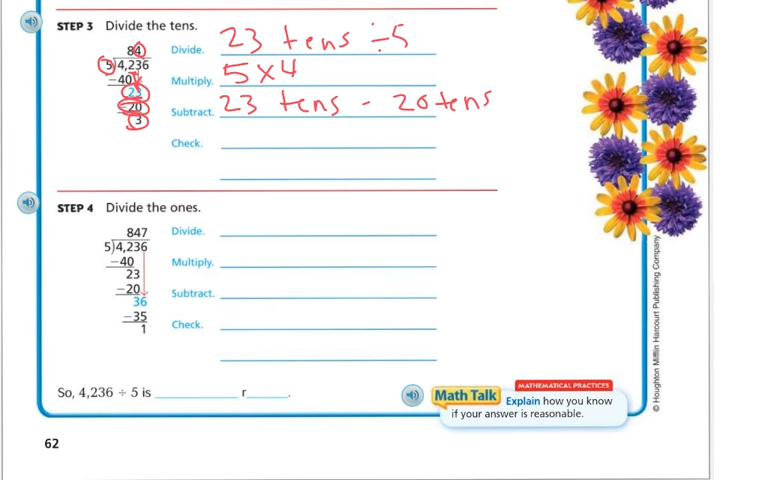 STEP 3 Divide the tens.
84
5)4,236
−40
23
−20
3
Divide. 23 tens ÷5
Multiply. 5 x 4
Subtract. 23 tens - 20 tens
Check.
STEP 4 Divide the ones.
847
5)4,236
−40
23
−20
36
−35
1
Divide.
Multiply.
Subtract.
Check.
So, 4,236 ÷ 5 is ______ r______.
Math Talk
MATHEMATICAL PRACTICES
Explain how you know
if your answer is reasonable.
62
© Houghton Mifflin Harcourt Publishing Company